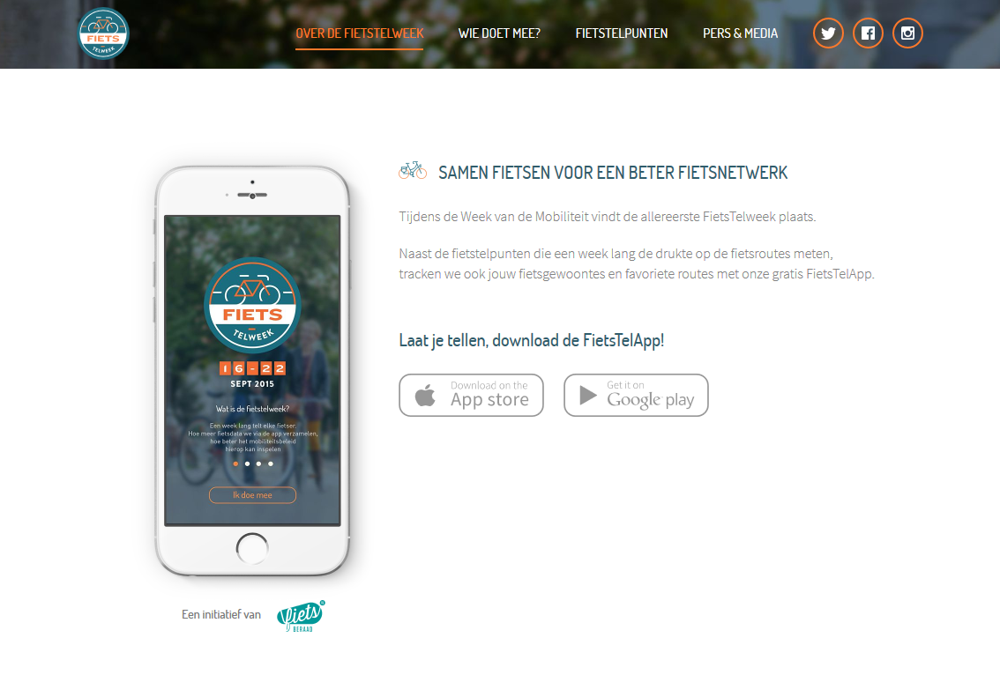 FIETS
TELWEEK
OVER DE FIETSTELWEEK
WIE DOET MEE?
FIETSTELPUNTEN
PERS & MEDIA
SAMEN FIETSEN VOOR EEN BETER FIETSNETWERK
Tijdens de Week van de Mobiliteit vindt de allereerste FietsTelweek plaats.
Naast de fietstelpunten die een week lang de drukte op de fietsroutes meten,
tracken we ook jouw fietsgewoontes en favoriete routes met onze gratis FietsTelApp.
Laat je tellen, download de FietsTelApp!
Download on the
App store
Get it on
Google play
FIETS
TELWEEK
16-22
SEPT 2015
Wat is de fietstelweek?
Een week lang telt elke fietser.
Hoe meer fietsdata we via de app verzamelen,
hoe beter het mobiliteitsbeleid
hierop kan inspelen
Ik doe mee
Een initiatief van
fiets
BERAAD